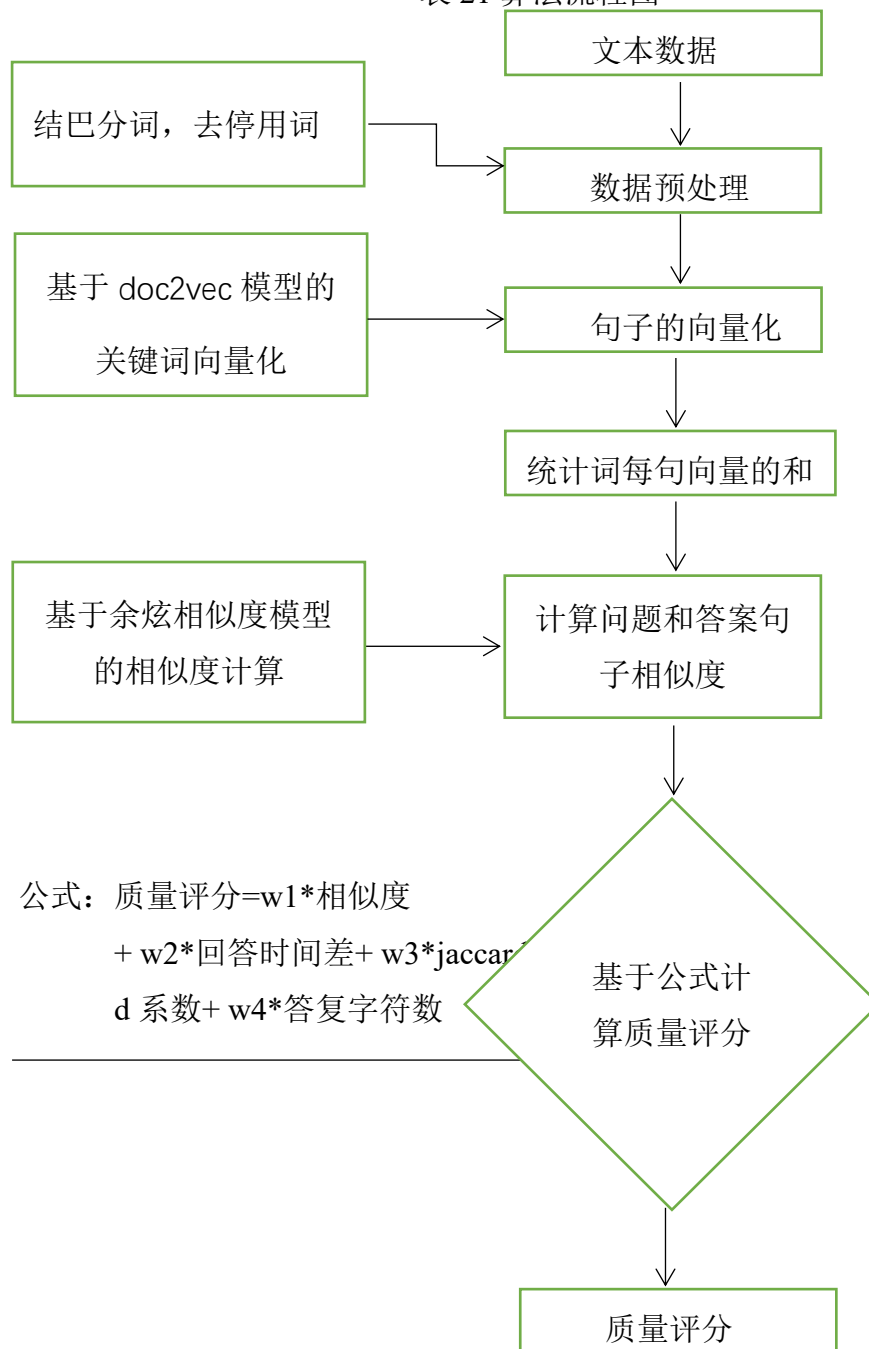 文本数据
结巴分词，去停用词
数据预处理
基于 doc2vec 模型的
关键词向量化
句子的向量化
统计词每句向量的和
基于余炫相似度模型
的相似度计算
计算问题和答案句
子相似度
公式：质量评分=w1*相似度
+ w2*回答时间差+ w3*jaccar
d 系数+ w4*答复字符数
基于公式计
算质量评分
质量评分